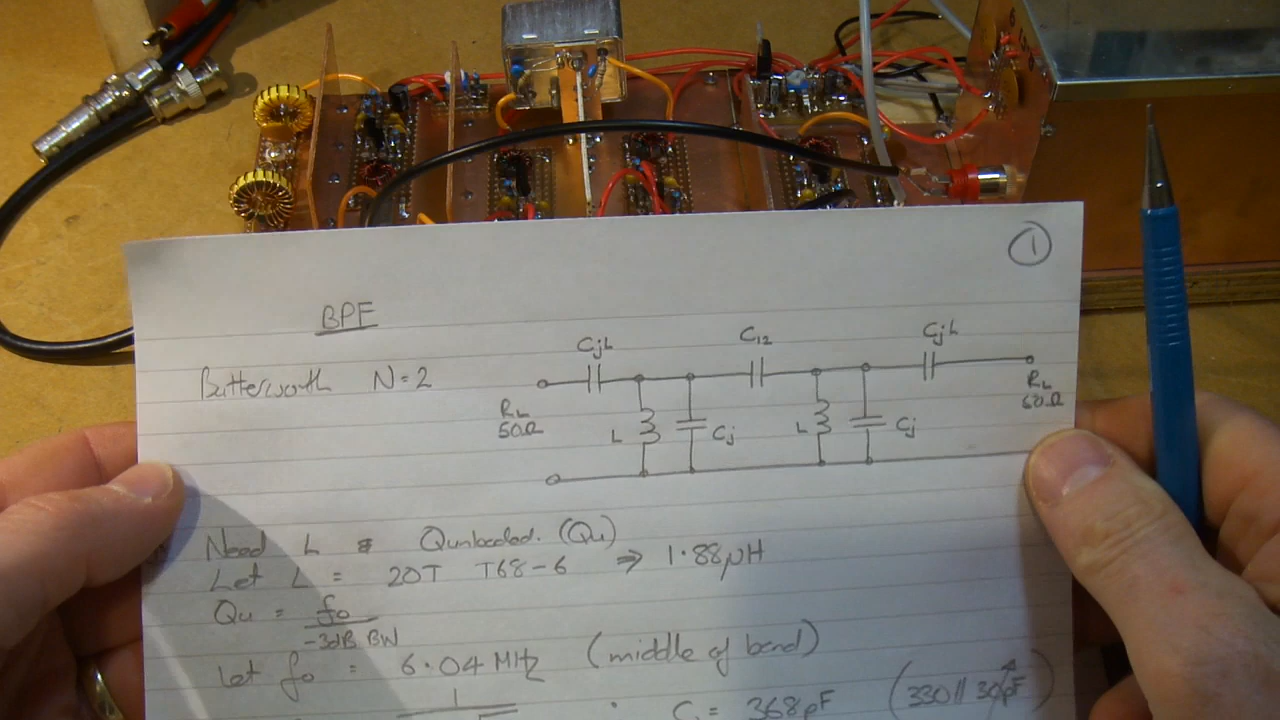 1
BPF
Butterworth N=2
CjL C12 CjL
RL
50Ω
L Cj L Cj
RL
50Ω
Need L & Qunloaded. (Qu)
Let L = 20T T68-6 ⇒ 1.88μH
Qu = fo
-3dB BW
Let fo = 6.04 MHz (middle of band)
1 ∴ C = 368pF (330//30pF)